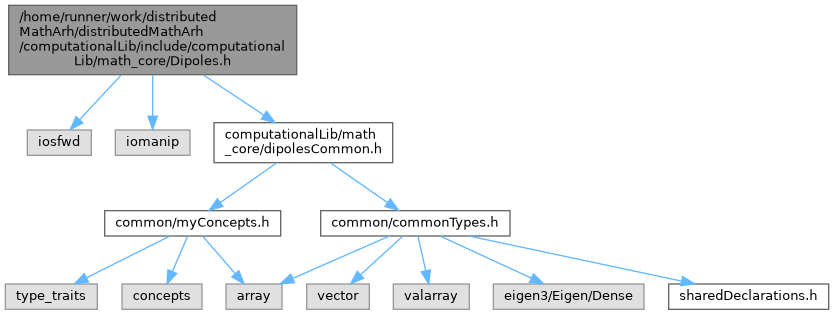 /home/runner/work/distributed
MathArh/distributedMathArh
/computationalLib/include/computational
Lib/math_core/Dipoles.h
iosfwd
iomanip
computationalLib/math
_core/dipolesCommon.h
common/myConcepts.h
common/commonTypes.h
type_traits
concepts
array
vector
valarray
eigen3/Eigen/Dense
sharedDeclarations.h